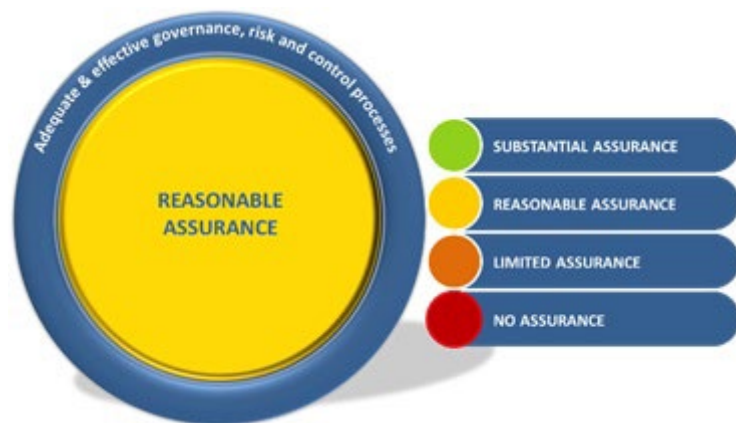 Adequate & effective governance, risk and control processes
REASONABLE
ASSURANCE
SUBSTANTIAL ASSURANCE
REASONABLE ASSURANCE
LIMITED ASSURANCE
NO ASSURANCE